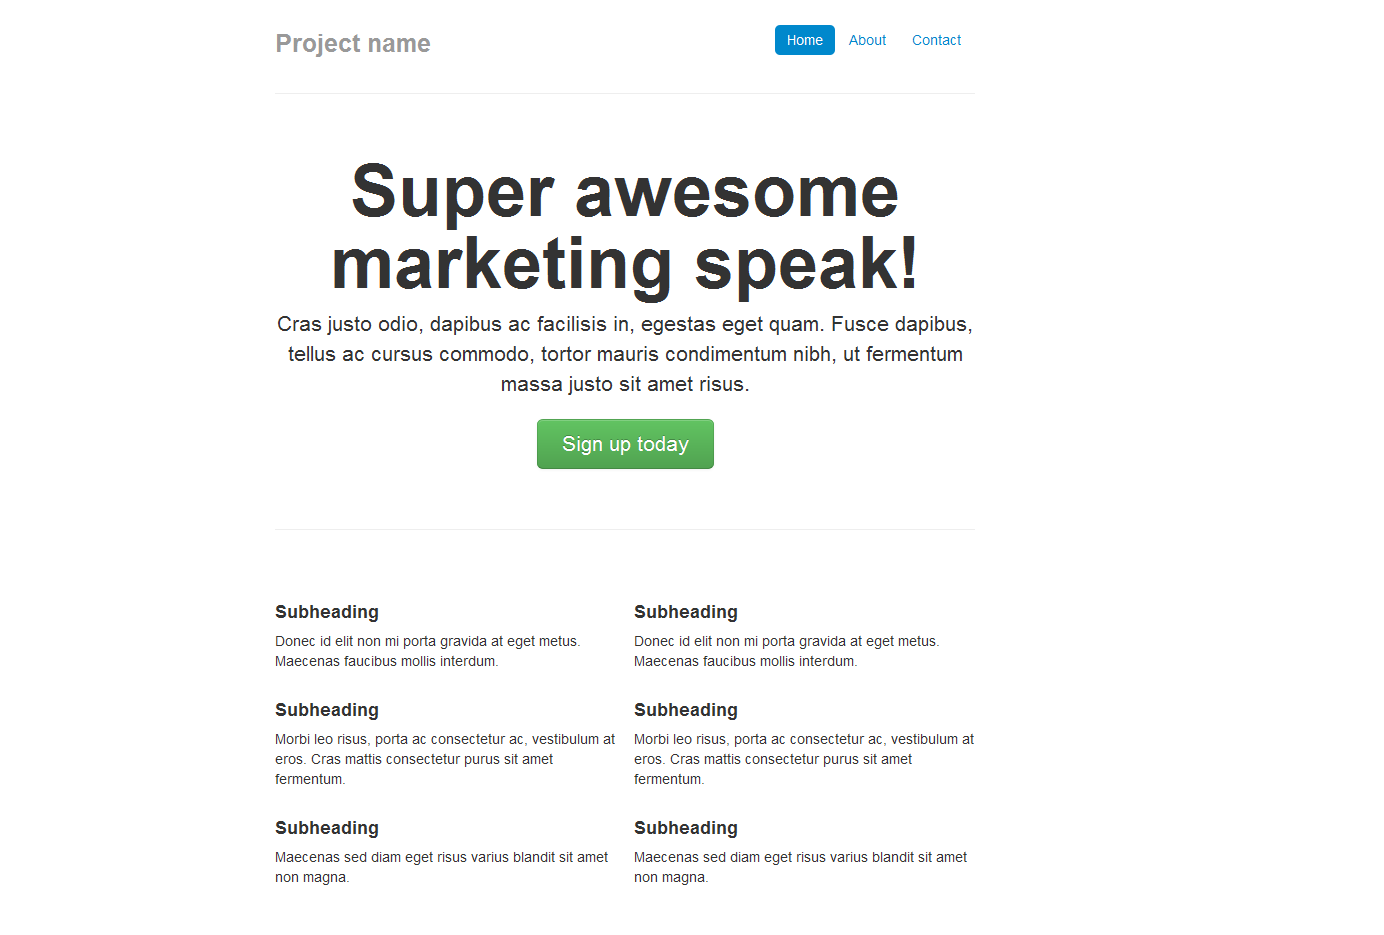 Project name
Home
About
Contact
Super awesome
marketing speak!
Cras justo odio, dapibus ac facilisis in, egestas eget quam. Fusce dapibus,
tellus ac cursus commodo, tortor mauris condimentum nibh, ut fermentum
massa justo sit amet risus.
Sign up today
Subheading
Donec id elit non mi porta gravida at eget metus.
Maecenas faucibus mollis interdum.
Subheading
Morbi leo risus, porta ac consectetur ac, vestibulum at
eros. Cras mattis consectetur purus sit amet
fermentum.
Subheading
Maecenas sed diam eget risus varius blandit sit amet
non magna.
Subheading
Donec id elit non mi porta gravida at eget metus.
Maecenas faucibus mollis interdum.
Subheading
Morbi leo risus, porta ac consectetur ac, vestibulum at
eros. Cras mattis consectetur purus sit amet
fermentum.
Subheading
Maecenas sed diam eget risus varius blandit sit amet
non magna.